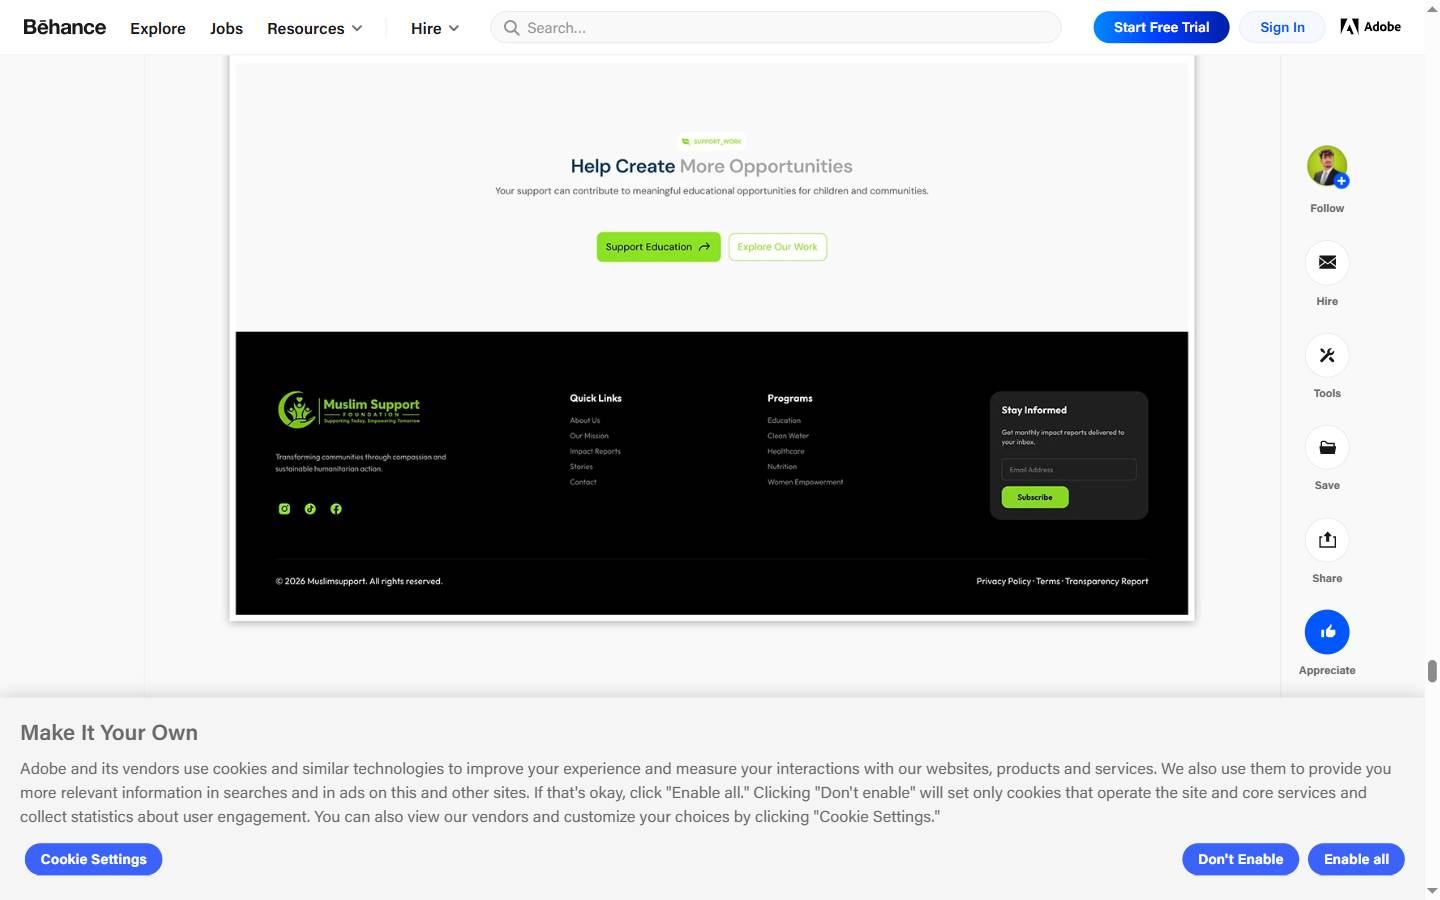 Bēhance
Explore
Jobs
Resources
Hire
Search...
Start Free Trial
Sign In
Adobe
SUPPORT_WORK
Help Create More Opportunities
Your support can contribute to meaningful educational opportunities for children and communities.
Support Education
Explore Our Work
Muslim Support
FOUNDATION
Supporting Today, Empowering Tomorrow
Transforming communities through compassion and
sustainable humanitarian action.
Quick Links
About Us
Our Mission
Impact Reports
Stories
Contact
Programs
Education
Clean Water
Healthcare
Nutrition
Women Empowerment
Stay Informed
Get monthly impact reports delivered to
your inbox.
Email Address
Subscribe
© 2026 Muslimsupport. All rights reserved.
Privacy Policy · Terms · Transparency Report
Follow
Hire
Tools
Save
Share
Appreciate
Make It Your Own
Adobe and its vendors use cookies and similar technologies to improve your experience and measure your interactions with our websites, products and services. We also use them to provide you
more relevant information in searches and in ads on this and other sites. If that's okay, click "Enable all." Clicking "Don't enable" will set only cookies that operate the site and core services and
collect statistics about user engagement. You can also view our vendors and customize your choices by clicking "Cookie Settings."
Cookie Settings
Don't Enable
Enable all